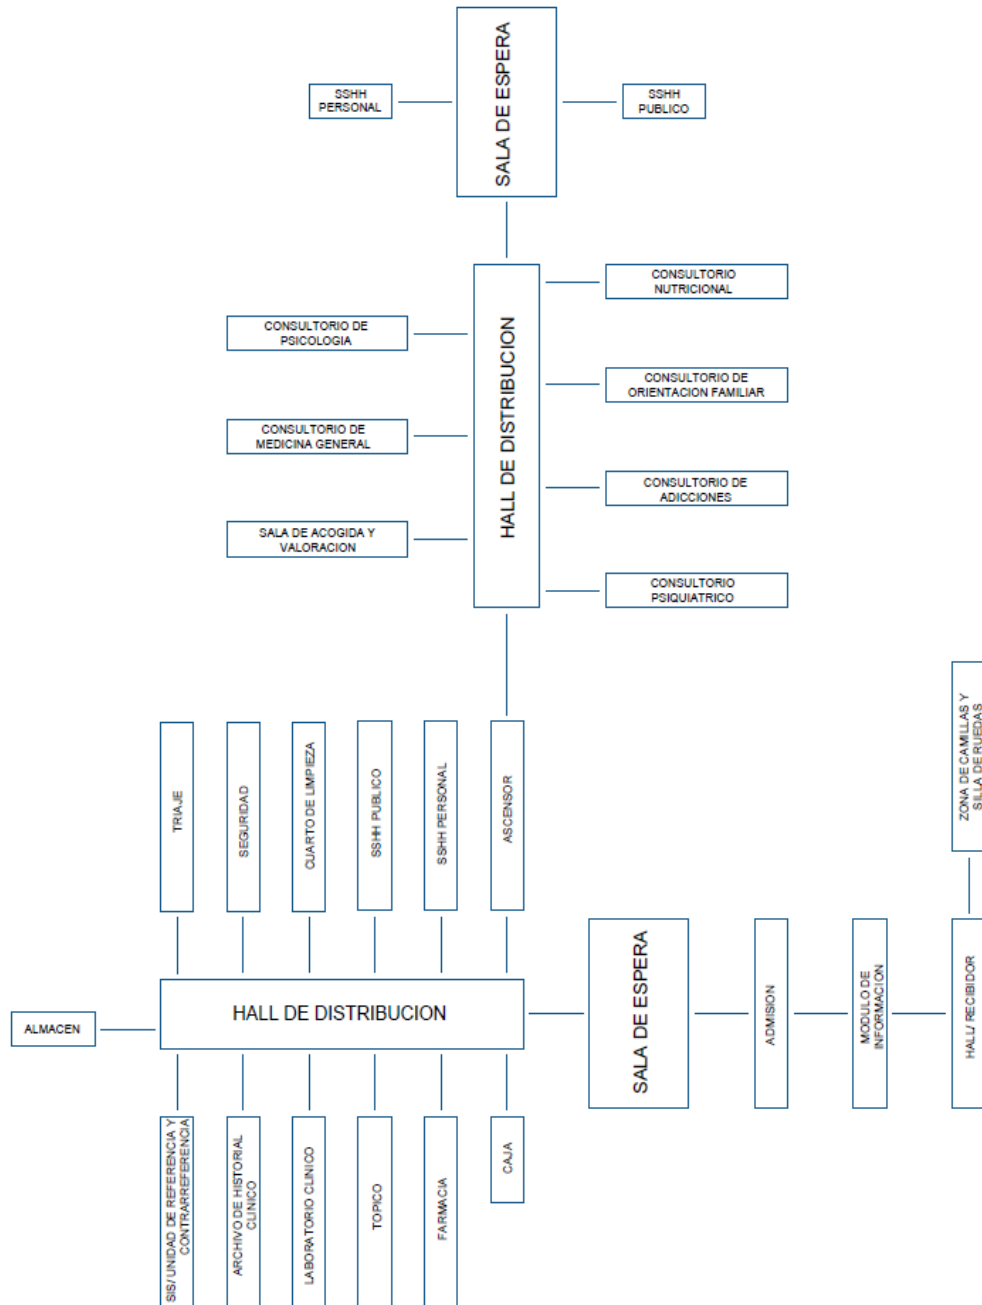 SALA DE ESPERA
SSHH
PERSONAL
SSHH
PUBLICO
HALL DE DISTRIBUCION
CONSULTORIO
NUTRICIONAL
CONSULTORIO DE
PSICOLOGIA
CONSULTORIO DE
ORIENTACION FAMILIAR
CONSULTORIO DE
MEDICINA GENERAL
CONSULTORIO DE
ADICCIONES
SALA DE ACOGIDA Y
VALORACION
CONSULTORIO
PSIQUIATRICO
TRIAJE
SEGURIDAD
CUARTO DE LIMPIEZA
SSHH PUBLICO
SSHH PERSONAL
ASCENSOR
ZONA DE CAMILLAS Y
SILLA DE RUEDAS
ALMACEN
HALL DE DISTRIBUCION
SALA DE ESPERA
ADMISION
MODULO DE
INFORMACION
HALL/ RECIBIDOR
SIS/ UNIDAD DE REFERENCIA Y
CONTRARREFERENCIA
ARCHIVO DE HISTORIAL
CLINICO
LABORATORIO CLINICO
TOPICO
FARMACIA
CAJA